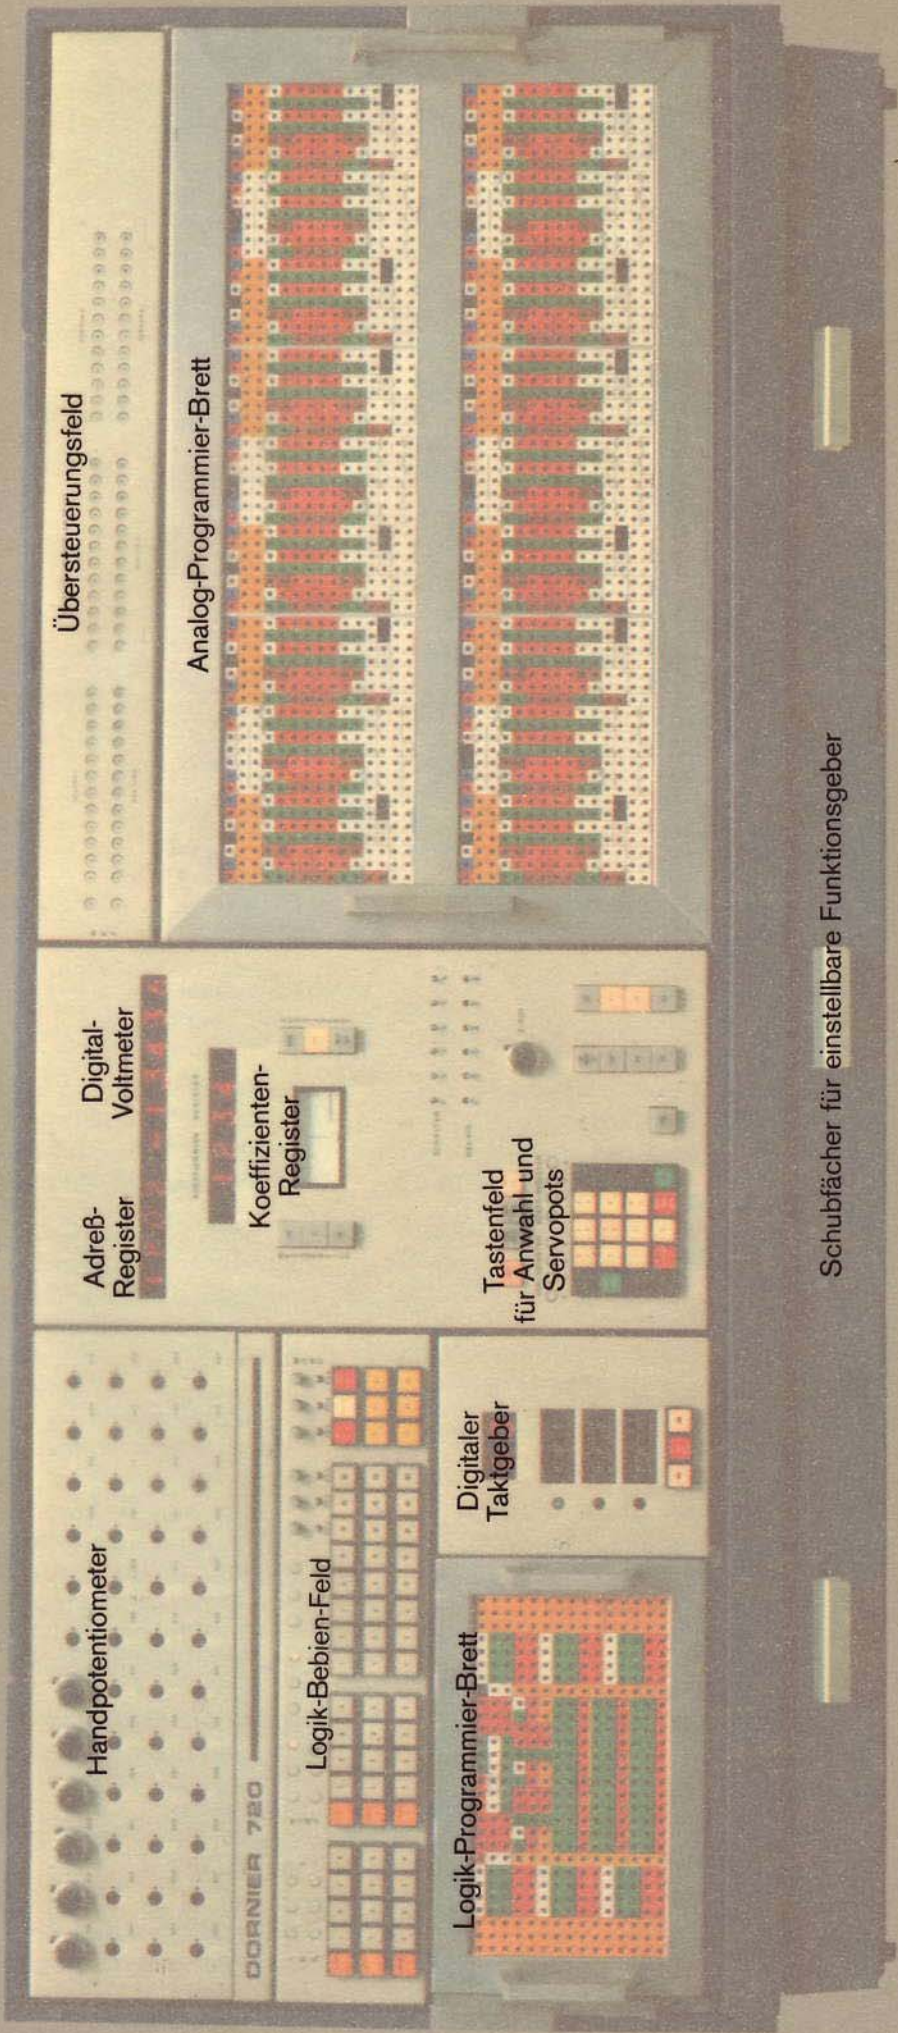 Handpotentiometer
DORNIER 720
Logik-Bebien-Feld
Logik-Programmier-Brett
Digitaler
Taktgeber
Adreß-
Register
Digital-
Voltmeter
Koeffizienten-
Register
Tastenfeld
für Anwahl und
Servopots
Übersteuerungsfeld
Analog-Programmier-Brett
Schubfächer für einstellbare Funktionsgeber